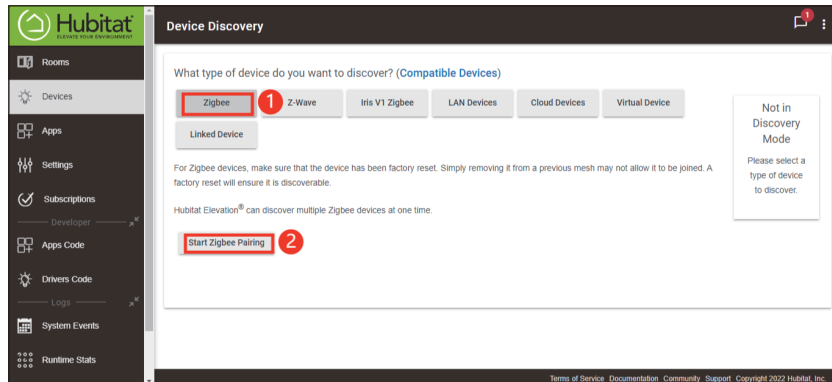 Hubitat
ELEVATE YOUR ENVIRONMENT
Device Discovery
1
Rooms
Devices
Apps
Settings
Subscriptions
Developer
Apps Code
Drivers Code
Logs
System Events
Runtime Stats
What type of device do you want to discover? (Compatible Devices)
Zigbee
1
Z-Wave
Iris V1 Zigbee
LAN Devices
Cloud Devices
Virtual Device
Linked Device
For Zigbee devices, make sure that the device has been factory reset. Simply removing it from a previous mesh may not allow it to be joined. A
factory reset will ensure it is discoverable.
Hubitat Elevation® can discover multiple Zigbee devices at one time.
Start Zigbee Pairing
2
Not in
Discovery
Mode
Please select a
type of device
to discover.
Terms of Service Documentation Community Support Copyright 2022 Hubitat, Inc.